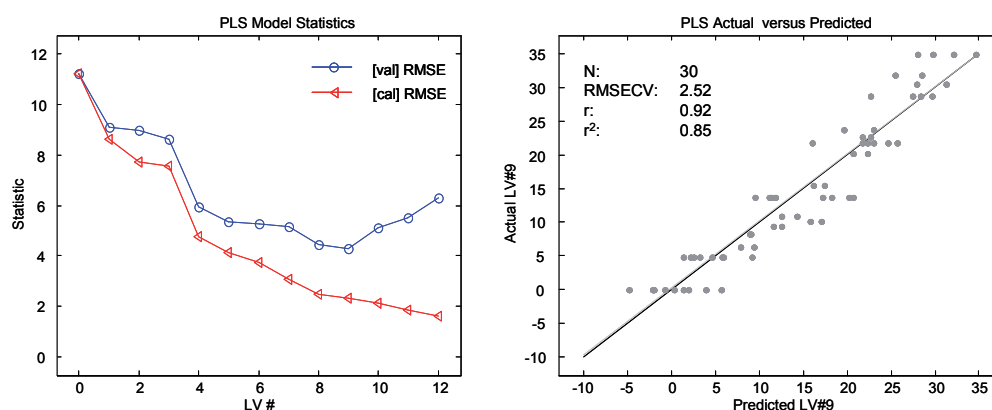 PLS Model Statistics
12
10
8
6
4
2
0
Statistic
[val] RMSE
[cal] RMSE
0 2 4 6 8 10 12
LV #
PLS Actual versus Predicted
35
30
25
20
15
10
5
0
-5
-10
Actual LV#9
N: 30
RMSECV: 2.52
r: 0.92
r²: 0.85
-10 -5 0 5 10 15 20 25 30 35
Predicted LV#9